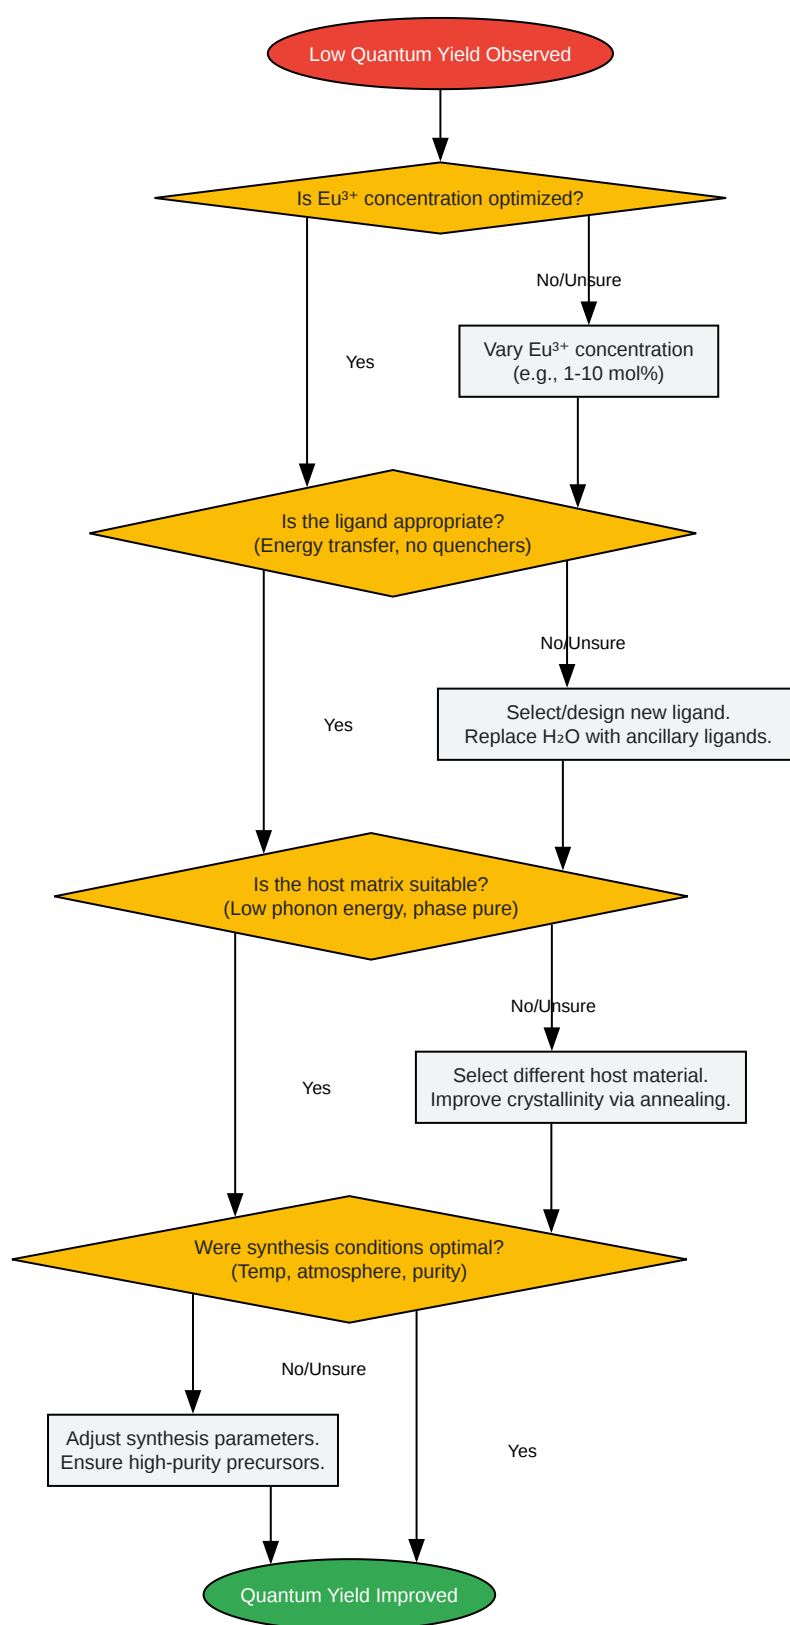 Low Quantum Yield Observed
Is Eu³⁺ concentration optimized?
No/Unsure
Vary Eu³⁺ concentration
(e.g., 1-10 mol%)
Yes
Is the ligand appropriate?
(Energy transfer, no quenchers)
No/Unsure
Select/design new ligand.
Replace H₂O with ancillary ligands.
Yes
Is the host matrix suitable?
(Low phonon energy, phase pure)
No/Unsure
Select different host material.
Improve crystallinity via annealing.
Yes
Were synthesis conditions optimal?
(Temp, atmosphere, purity)
No/Unsure
Adjust synthesis parameters.
Ensure high-purity precursors.
Yes
Quantum Yield Improved